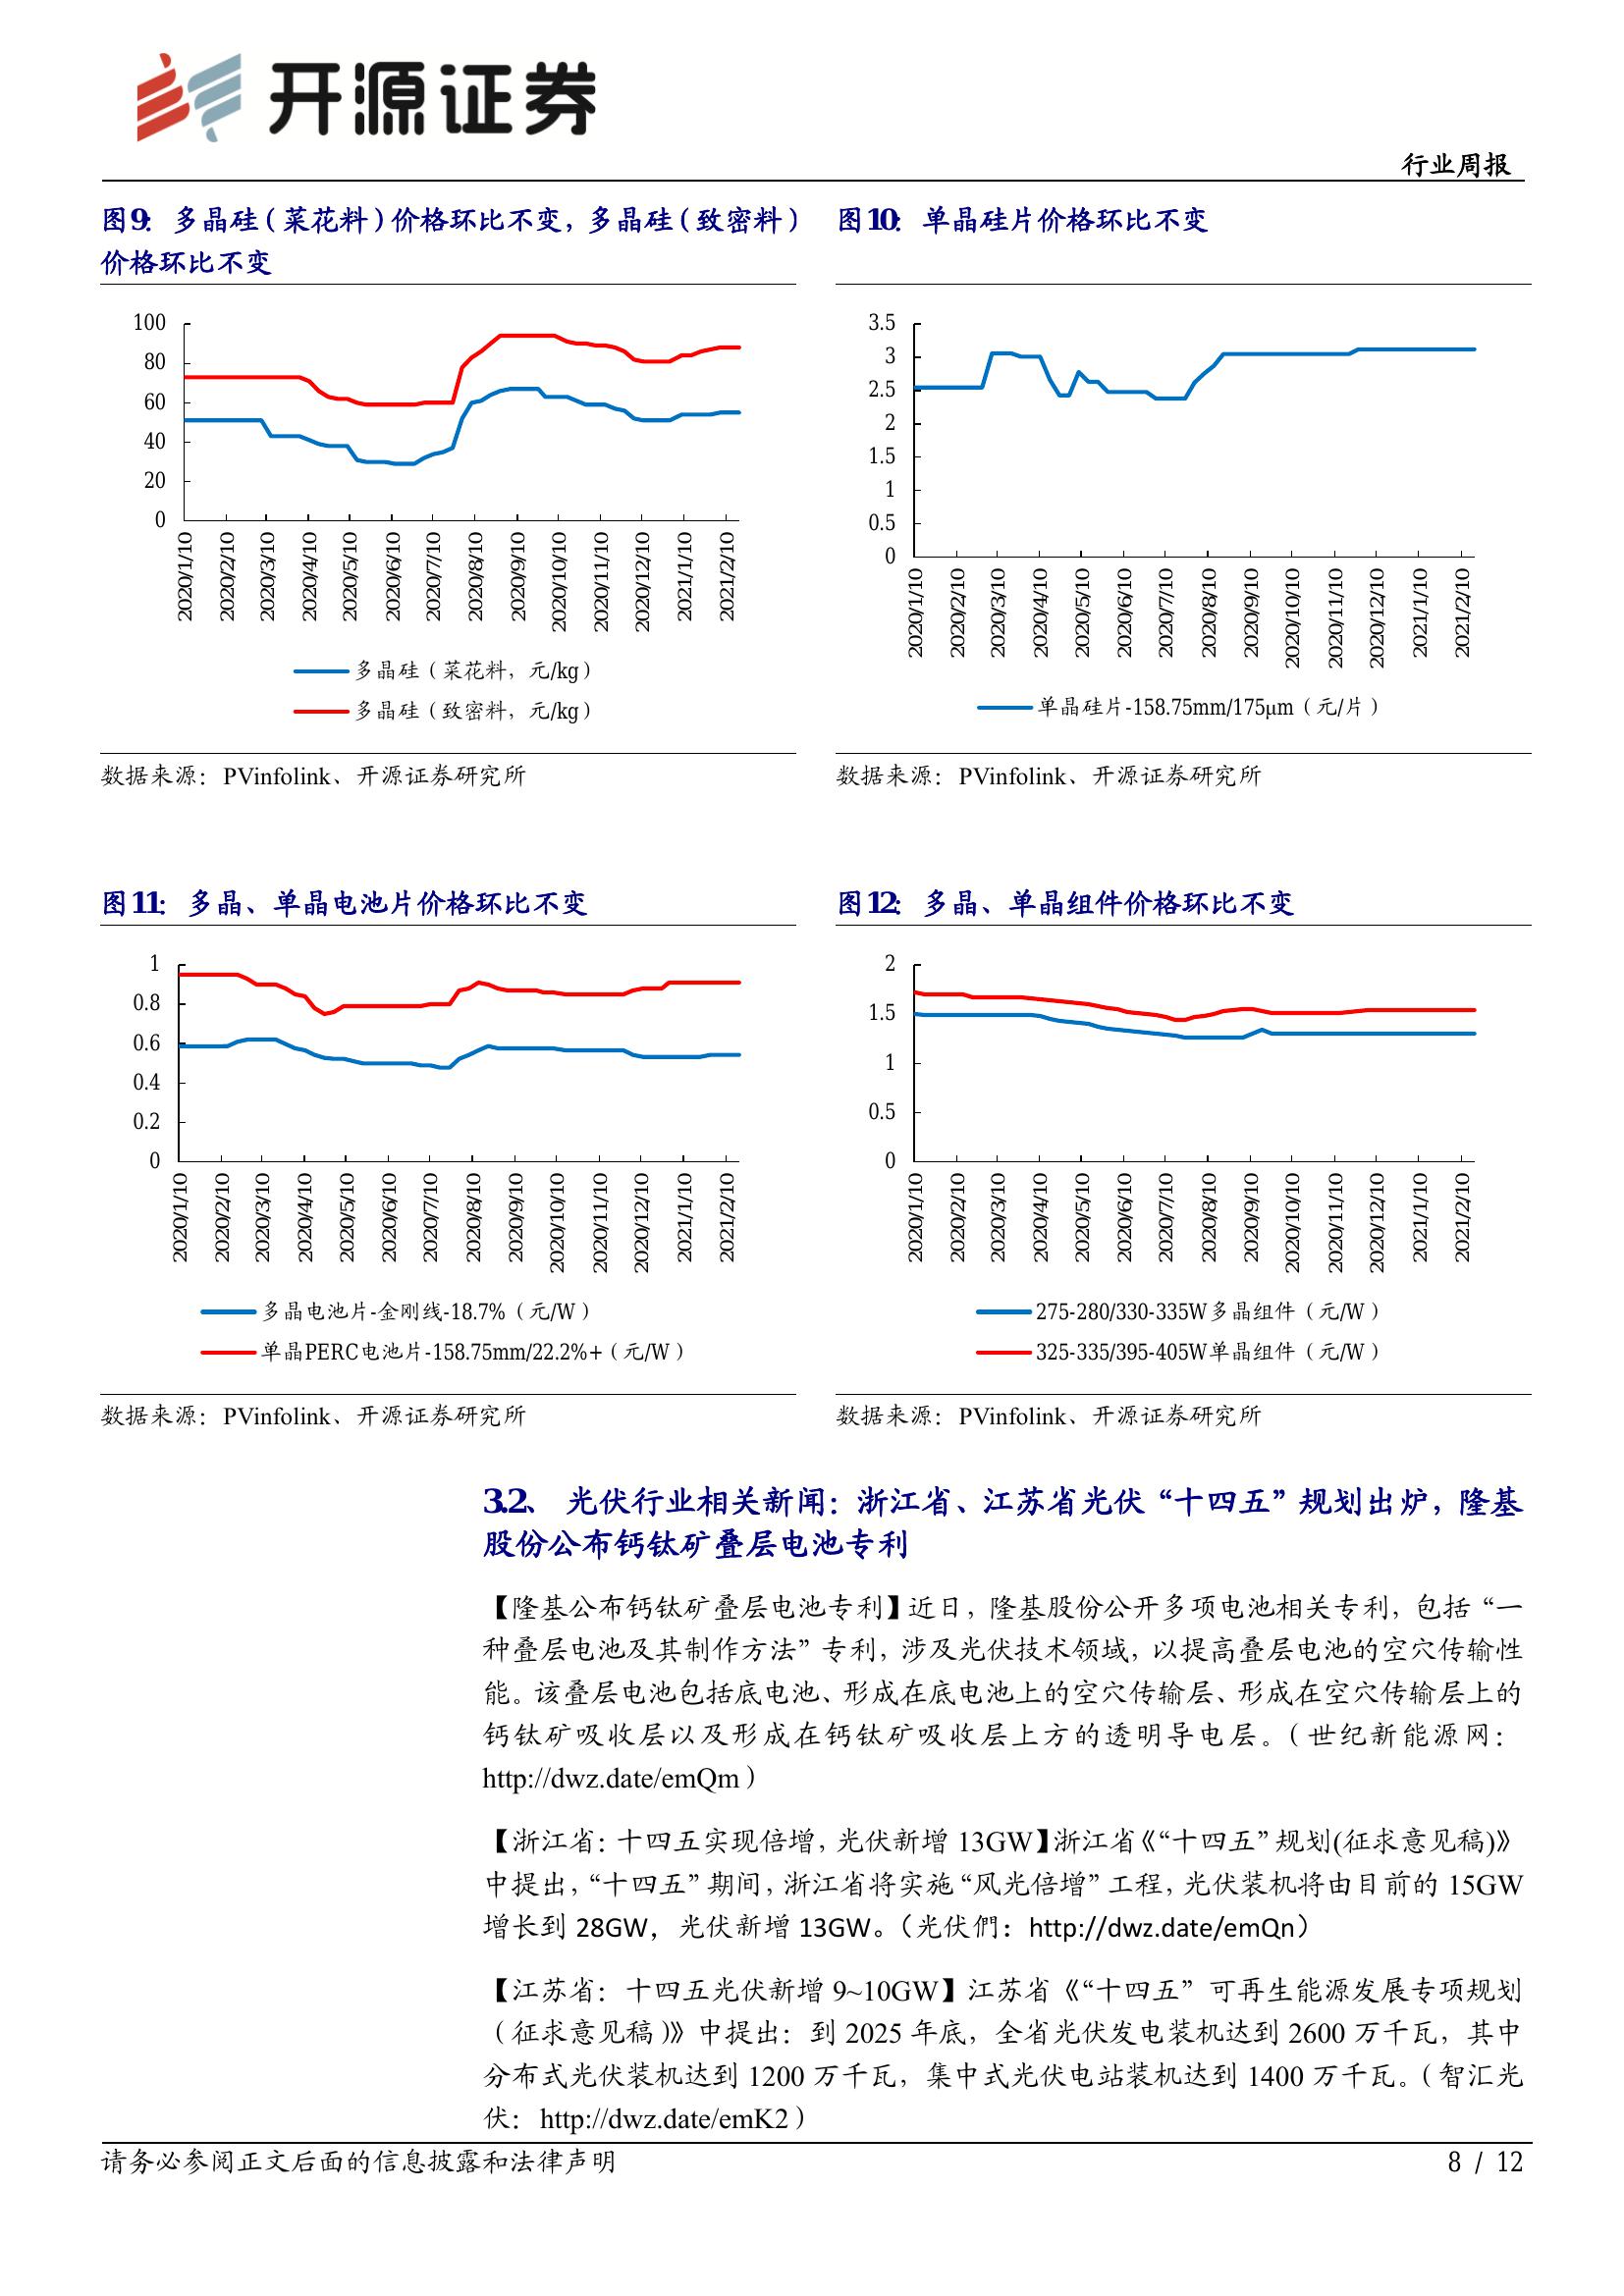 开源证券
行业周报
图9： 多晶硅（菜花料）价格环比不变，多晶硅（致密料）
价格环比不变
100
80
60
40
20
0
2020/1/10
2020/2/10
2020/3/10
2020/4/10
2020/5/10
2020/6/10
2020/7/10
2020/8/10
2020/9/10
2020/10/10
2020/11/10
2020/12/10
2021/1/10
2021/2/10
多晶硅（菜花料，元/kg）
多晶硅（致密料，元/kg）
数据来源：PVinfolink、开源证券研究所
图10： 单晶硅片价格环比不变
3.5
3
2.5
2
1.5
1
0.5
0
2020/1/10
2020/2/10
2020/3/10
2020/4/10
2020/5/10
2020/6/10
2020/7/10
2020/8/10
2020/9/10
2020/10/10
2020/11/10
2020/12/10
2021/1/10
2021/2/10
单晶硅片-158.75mm/175μm（元/片）
数据来源：PVinfolink、开源证券研究所
图11： 多晶、单晶电池片价格环比不变
1
0.8
0.6
0.4
0.2
0
2020/1/10
2020/2/10
2020/3/10
2020/4/10
2020/5/10
2020/6/10
2020/7/10
2020/8/10
2020/9/10
2020/10/10
2020/11/10
2020/12/10
2021/1/10
2021/2/10
多晶电池片-金刚线-18.7%（元/W）
单晶PERC电池片-158.75mm/22.2%+（元/W）
数据来源：PVinfolink、开源证券研究所
图12： 多晶、单晶组件价格环比不变
2
1.5
1
0.5
0
2020/1/10
2020/2/10
2020/3/10
2020/4/10
2020/5/10
2020/6/10
2020/7/10
2020/8/10
2020/9/10
2020/10/10
2020/11/10
2020/12/10
2021/1/10
2021/2/10
275-280/330-335W多晶组件（元/W）
325-335/395-405W单晶组件（元/W）
数据来源：PVinfolink、开源证券研究所
3.2、 光伏行业相关新闻：浙江省、江苏省光伏“十四五”规划出炉，隆基
股份公布钙钛矿叠层电池专利
【隆基公布钙钛矿叠层电池专利】近日，隆基股份公开多项电池相关专利，包括“一
种叠层电池及其制作方法”专利，涉及光伏技术领域，以提高叠层电池的空穴传输性
能。该叠层电池包括底电池、形成在底电池上的空穴传输层、形成在空穴传输层上的
钙钛矿吸收层以及形成在钙钛矿吸收层上方的透明导电层。（世纪新能源网：
http://dwz.date/emQm）
【浙江省：十四五实现倍增，光伏新增 13GW】浙江省《“十四五”规划(征求意见稿)》
中提出，“十四五”期间，浙江省将实施“风光倍增”工程，光伏装机将由目前的 15GW
增长到 28GW，光伏新增 13GW。（光伏們：http://dwz.date/emQn）
【江苏省：十四五光伏新增 9~10GW】江苏省《“十四五”可再生能源发展专项规划
（征求意见稿）》中提出：到 2025 年底，全省光伏发电装机达到 2600 万千瓦，其中
分布式光伏装机达到 1200 万千瓦，集中式光伏电站装机达到 1400 万千瓦。（智汇光
伏：http://dwz.date/emK2）
请务必参阅正文后面的信息披露和法律声明
8 / 12